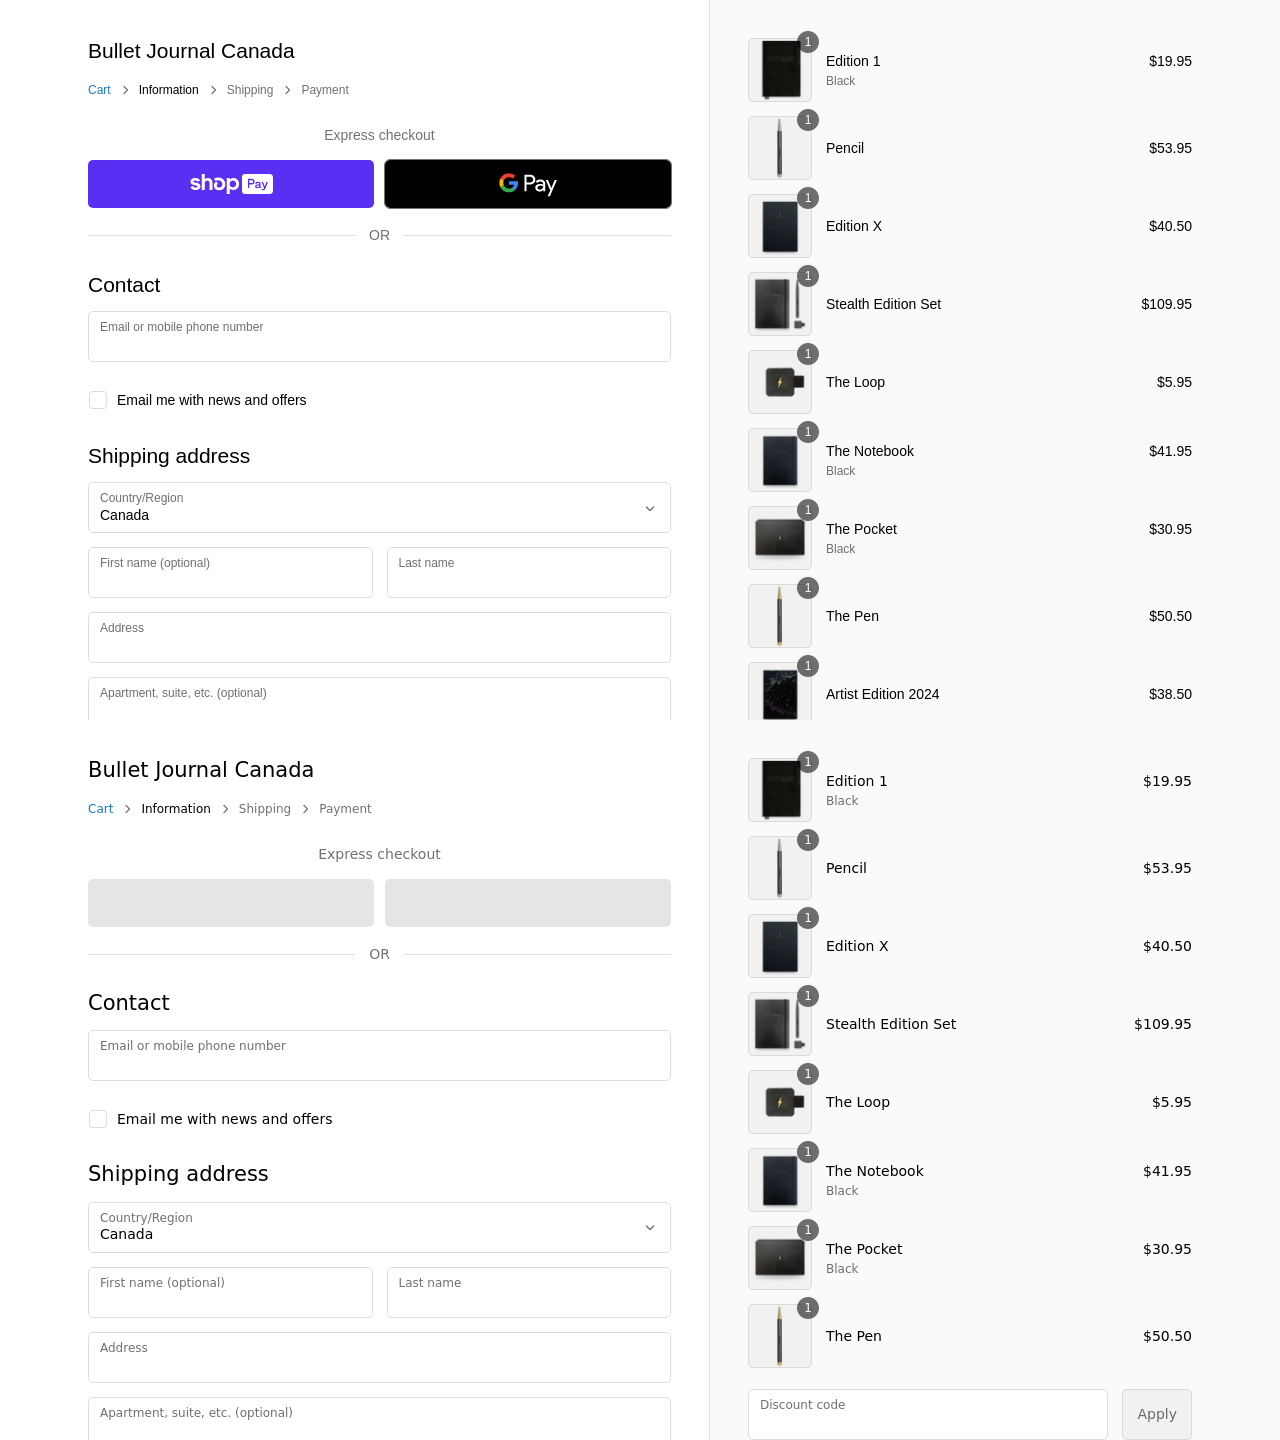 Bullet Journal Canada
Cart > Information > Shipping > Payment
Express checkout
shop Pay
G Pay
OR
Contact
Email or mobile phone number
Email me with news and offers
Shipping address
Country/Region
Canada
First name (optional)
Last name
Address
Apartment, suite, etc. (optional)
1
Edition 1
$19.95
Black
1
Pencil
$53.95
1
Edition X
$40.50
1
Stealth Edition Set
$109.95
1
The Loop
$5.95
1
The Notebook
$41.95
Black
1
The Pocket
$30.95
Black
1
The Pen
$50.50
1
Artist Edition 2024
$38.50
Bullet Journal Canada
Cart > Information > Shipping > Payment
Express checkout
OR
Contact
Email or mobile phone number
Email me with news and offers
Shipping address
Country/Region
Canada
First name (optional)
Last name
Address
Apartment, suite, etc. (optional)
1
Edition 1
$19.95
Black
1
Pencil
$53.95
1
Edition X
$40.50
1
Stealth Edition Set
$109.95
1
The Loop
$5.95
1
The Notebook
$41.95
Black
1
The Pocket
$30.95
Black
1
The Pen
$50.50
Discount code
Apply